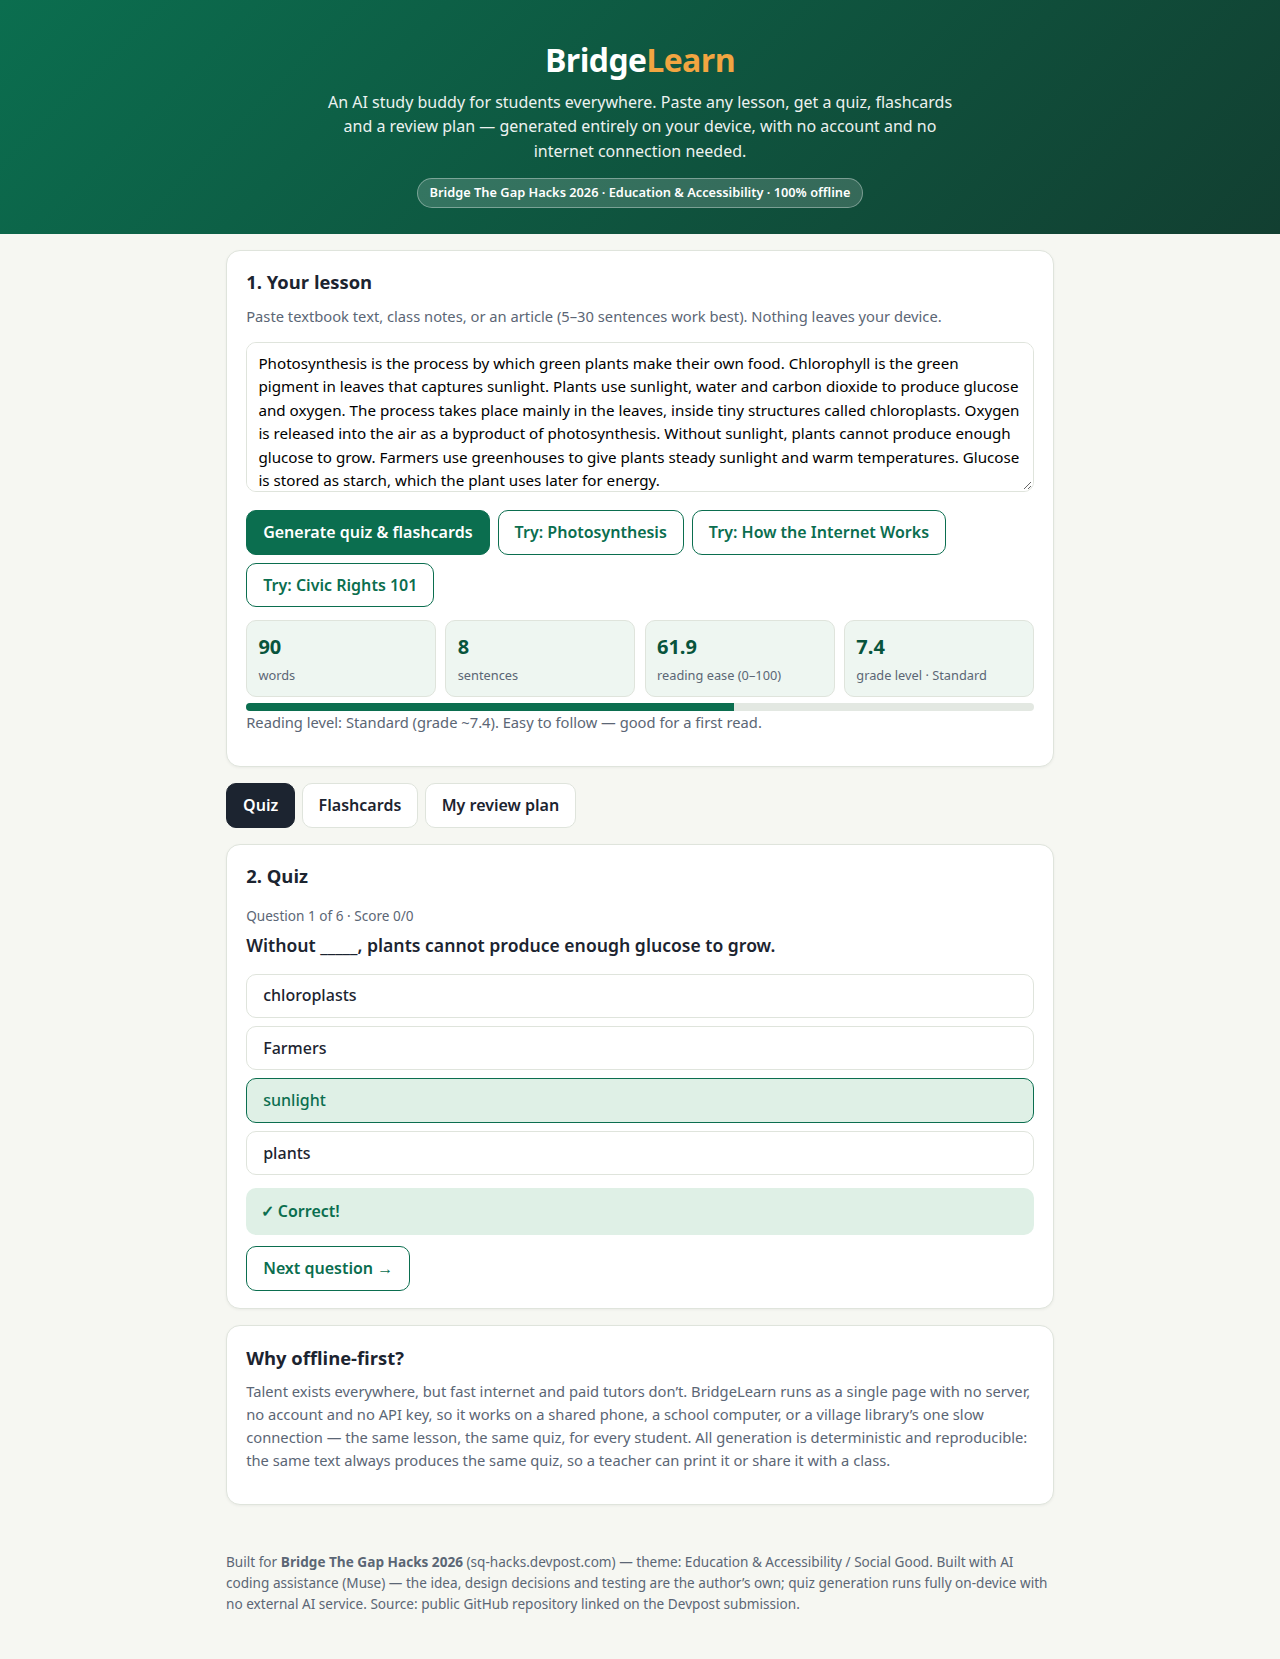 BridgeLearn
An AI study buddy for students everywhere. Paste any lesson, get a quiz, flashcards
and a review plan — generated entirely on your device, with no account and no
internet connection needed.
Bridge The Gap Hacks 2026 · Education & Accessibility · 100% offline
1. Your lesson
Paste textbook text, class notes, or an article (5–30 sentences work best). Nothing leaves your device.
Photosynthesis is the process by which green plants make their own food. Chlorophyll is the green
pigment in leaves that captures sunlight. Plants use sunlight, water and carbon dioxide to produce glucose
and oxygen. The process takes place mainly in the leaves, inside tiny structures called chloroplasts. Oxygen
is released into the air as a byproduct of photosynthesis. Without sunlight, plants cannot produce enough
glucose to grow. Farmers use greenhouses to give plants steady sunlight and warm temperatures. Glucose
is stored as starch, which the plant uses later for energy.
Generate quiz & flashcards
Try: Photosynthesis
Try: How the Internet Works
Try: Civic Rights 101
90
words
8
sentences
61.9
reading ease (0–100)
7.4
grade level · Standard
Reading level: Standard (grade ~7.4). Easy to follow — good for a first read.
Quiz
Flashcards
My review plan
2. Quiz
Question 1 of 6 · Score 0/0
Without _____, plants cannot produce enough glucose to grow.
chloroplasts
Farmers
sunlight
plants
✓ Correct!
Next question →
Why offline-first?
Talent exists everywhere, but fast internet and paid tutors don’t. BridgeLearn runs as a single page with no server,
no account and no API key, so it works on a shared phone, a school computer, or a village library’s one slow
connection — the same lesson, the same quiz, for every student. All generation is deterministic and reproducible:
the same text always produces the same quiz, so a teacher can print it or share it with a class.
Built for Bridge The Gap Hacks 2026 (sq-hacks.devpost.com) — theme: Education & Accessibility / Social Good. Built with AI
coding assistance (Muse) — the idea, design decisions and testing are the author’s own; quiz generation runs fully on-device with
no external AI service. Source: public GitHub repository linked on the Devpost submission.